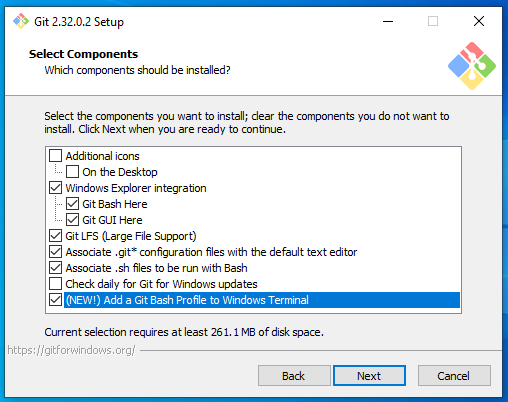 Git 2.32.0.2 Setup
Select Components
Which components should be installed?
Select the components you want to install; clear the components you do not want to
install. Click Next when you are ready to continue.
Additional icons
On the Desktop
Windows Explorer integration
Git Bash Here
Git GUI Here
Git LFS (Large File Support)
Associate .git* configuration files with the default text editor
Associate .sh files to be run with Bash
Check daily for Git for Windows updates
(NEW!) Add a Git Bash Profile to Windows Terminal
Current selection requires at least 261.1 MB of disk space.
https://gitforwindows.org/
Back
Next
Cancel